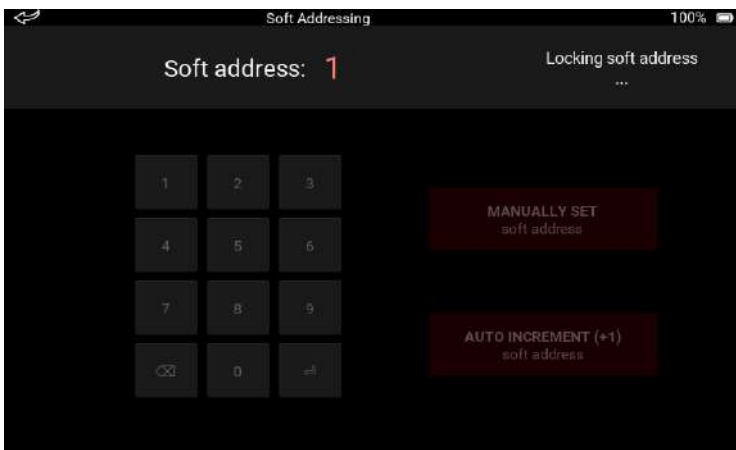 Soft Addressing
100%
Soft address: 1
Locking soft address
...
1 2 3
MANUALLY SET
soft address
4 5 6
7 8 9
AUTO INCREMENT (+1)
soft address
0